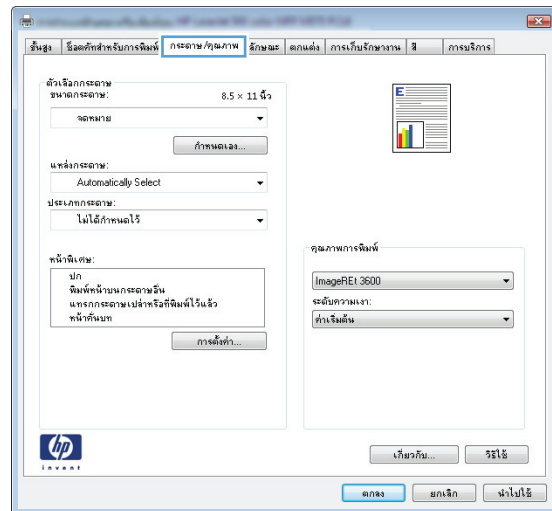 ขั้นสูง
ช็อตคัทสำหรับการพิมพ์
กระดาษ/คุณภาพ
ลักษณะ
ตกแต่ง
การเก็บรักษางาน
สี
การบริการ
ตัวเลือกกระดาษ
ขนาดกระดาษ:
8.5 × 11 นิ้ว
จดหมาย
กำหนดเอง...
แหล่งกระดาษ:
Automatically Select
ประเภทกระดาษ:
ไม่ได้กำหนดไว้
หน้าพิเศษ:
ปก
พิมพ์หน้าบนกระดาษอื่น
แทรกกระดาษเปล่าหรือที่พิมพ์ไว้แล้ว
หน้าคั่นบท
การตั้งค่า...
E
คุณภาพการพิมพ์
ImageREt 3600
ระดับความเงา:
ค่าเริ่มต้น
hp
invent
เกี่ยวกับ...
วิธีใช้
ตกลง
ยกเลิก
นำไปใช้